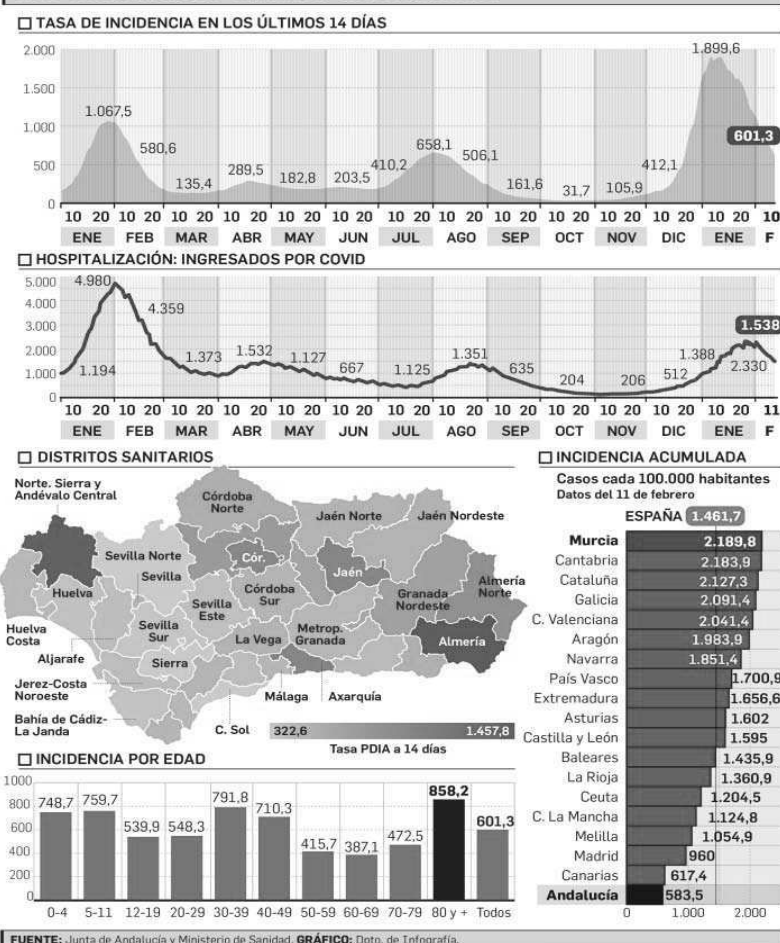 TASA DE INCIDENCIA EN LOS ÚLTIMOS 14 DÍAS
2.000
1.500
1.000
500
0
1.067,5
580,6
135,4
289,5
182,8
203,5
410,2
658,1
506,1
161,6
31,7
105,9
412,1
1.899,6
601,3
10 20 10 20 10 20 10 20 10 20 10 20 10 20 10 20 10 20 10 20 10 20 10 20 10 20 10
ENE FEB MAR ABR MAY JUN JUL AGO SEP OCT NOV DIC ENE F
HOSPITALIZACIÓN: INGRESADOS POR COVID
5.000
4.000
3.000
2.000
1.000
0
4.980
1.194
4.359
1.373
1.532
1.127
667
1.125
1.351
635
204
206
512
1.388
2.330
1.538
10 20 10 20 10 20 10 20 10 20 10 20 10 20 10 20 10 20 10 20 10 20 10 20 10 20 11
ENE FEB MAR ABR MAY JUN JUL AGO SEP OCT NOV DIC ENE F
DISTRITOS SANITARIOS
Norte. Sierra y
Andévalo Central
Córdoba
Norte
Jaén Norte
Jaén Nordeste
Sevilla Norte
Cór.
Sevilla
Jaén
Huelva
Córdoba
Sur
Almería
Norte
Sevilla
Este
Granada
Nordeste
Huelva
Costa
Sevilla
Sur
La Vega
Metrop.
Granada
Almería
Aljarafe
Sierra
Jerez-Costa
Noroeste
Málaga
Axarquía
Bahía de Cádiz-
La Janda
C. Sol
322,6
1.457,8
Tasa PDIA a 14 días
INCIDENCIA POR EDAD
1000
800
600
400
200
0
748,7
759,7
539,9
548,3
791,8
710,3
415,7
387,1
472,5
858,2
601,3
0-4 5-11 12-19 20-29 30-39 40-49 50-59 60-69 70-79 80 y + Todos
INCIDENCIA ACUMULADA
Casos cada 100.000 habitantes
Datos del 11 de febrero
ESPAÑA 1.461,7
Murcia 2.189,8
Cantabria 2.183,9
Cataluña 2.127,3
Galicia 2.091,4
C. Valenciana 2.041,4
Aragón 1.983,9
Navarra 1.851,4
País Vasco 1.700,9
Extremadura 1.656,6
Asturias 1.602
Castilla y León 1.595
Baleares 1.435,9
La Rioja 1.360,9
Ceuta 1.204,5
C. La Mancha 1.124,8
Melilla 1.054,9
Madrid 960
Canarias 617,4
Andalucía 583,5
0 1.000 2.000
FUENTE: Junta de Andalucía y Ministerio de Sanidad. GRÁFICO: Dpto. de Infografía.